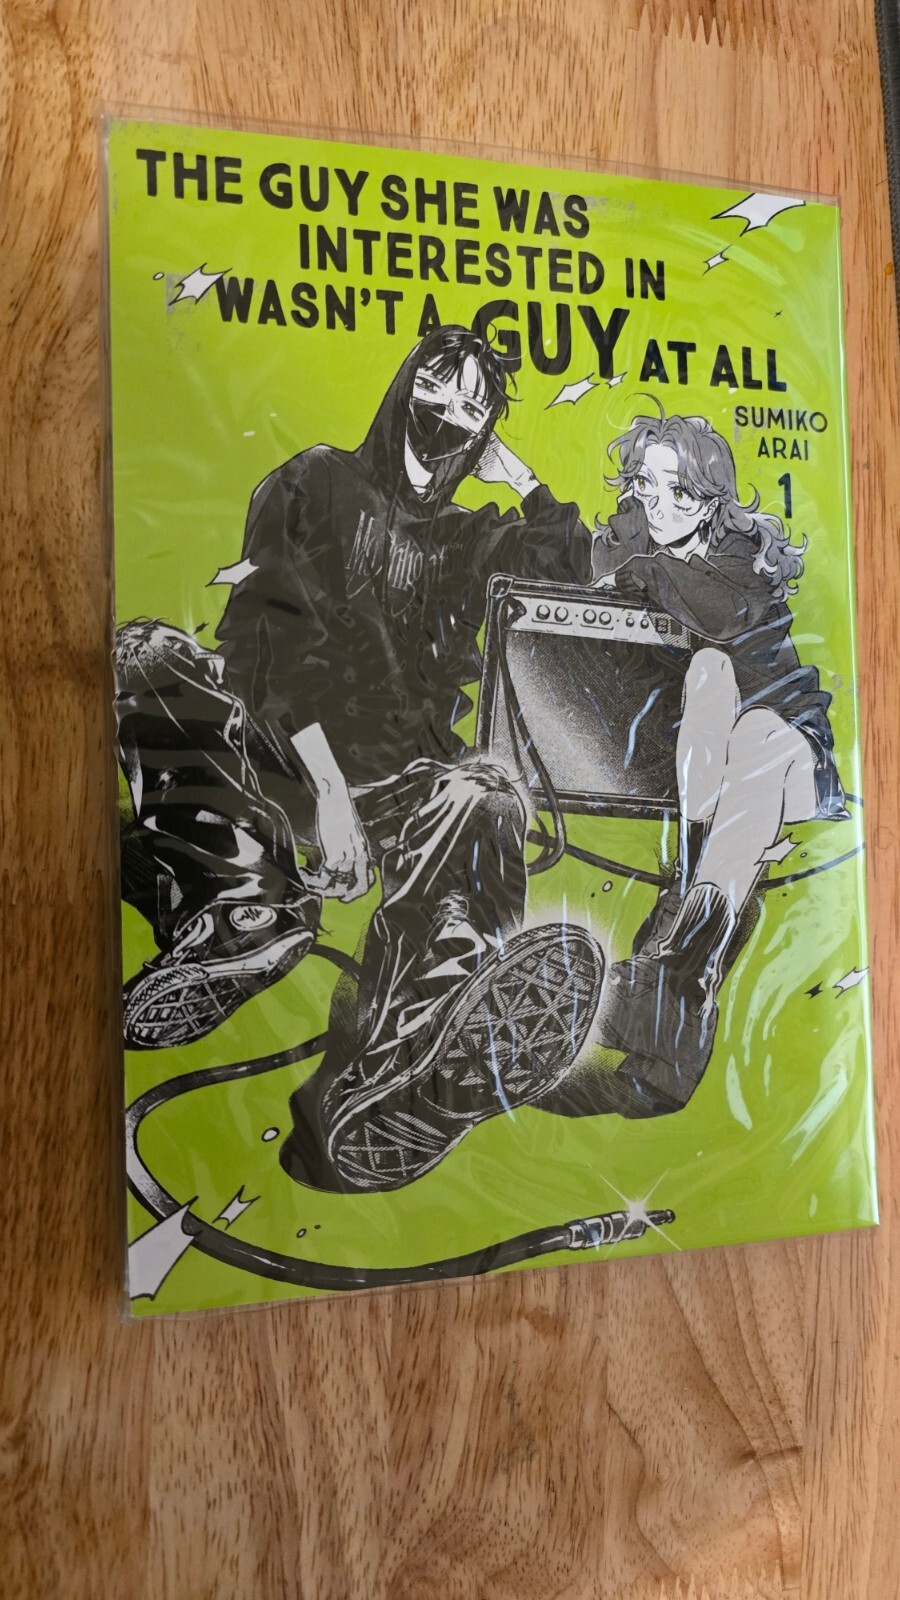 THE GUY SHE WAS
INTERESTED IN
WASN'T A GUY AT ALL
SUMIKO
ARAI
1